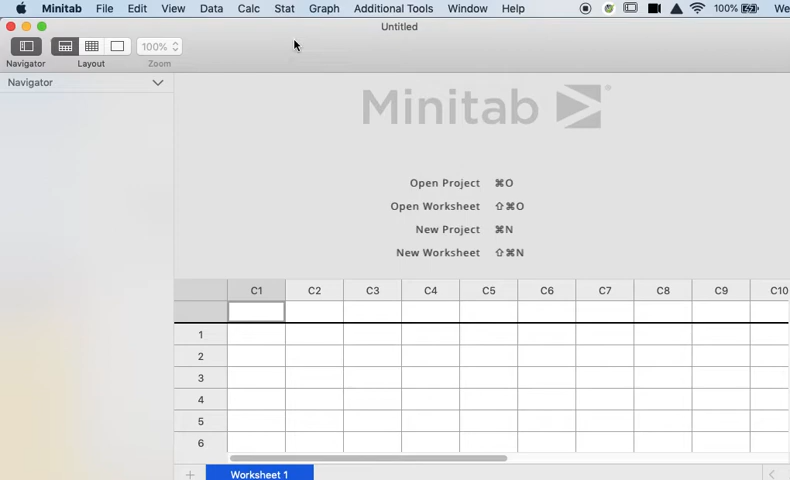 Minitab File Edit View Data Calc Stat Graph Additional Tools Window Help 100% We
Untitled
100%
Navigator Layout Zoom
Navigator
Minitab
Open Project ⌘O
Open Worksheet ⇧⌘O
New Project ⌘N
New Worksheet ⇧⌘N
C1 C2 C3 C4 C5 C6 C7 C8 C9 C10
1
2
3
4
5
6
+ Worksheet 1